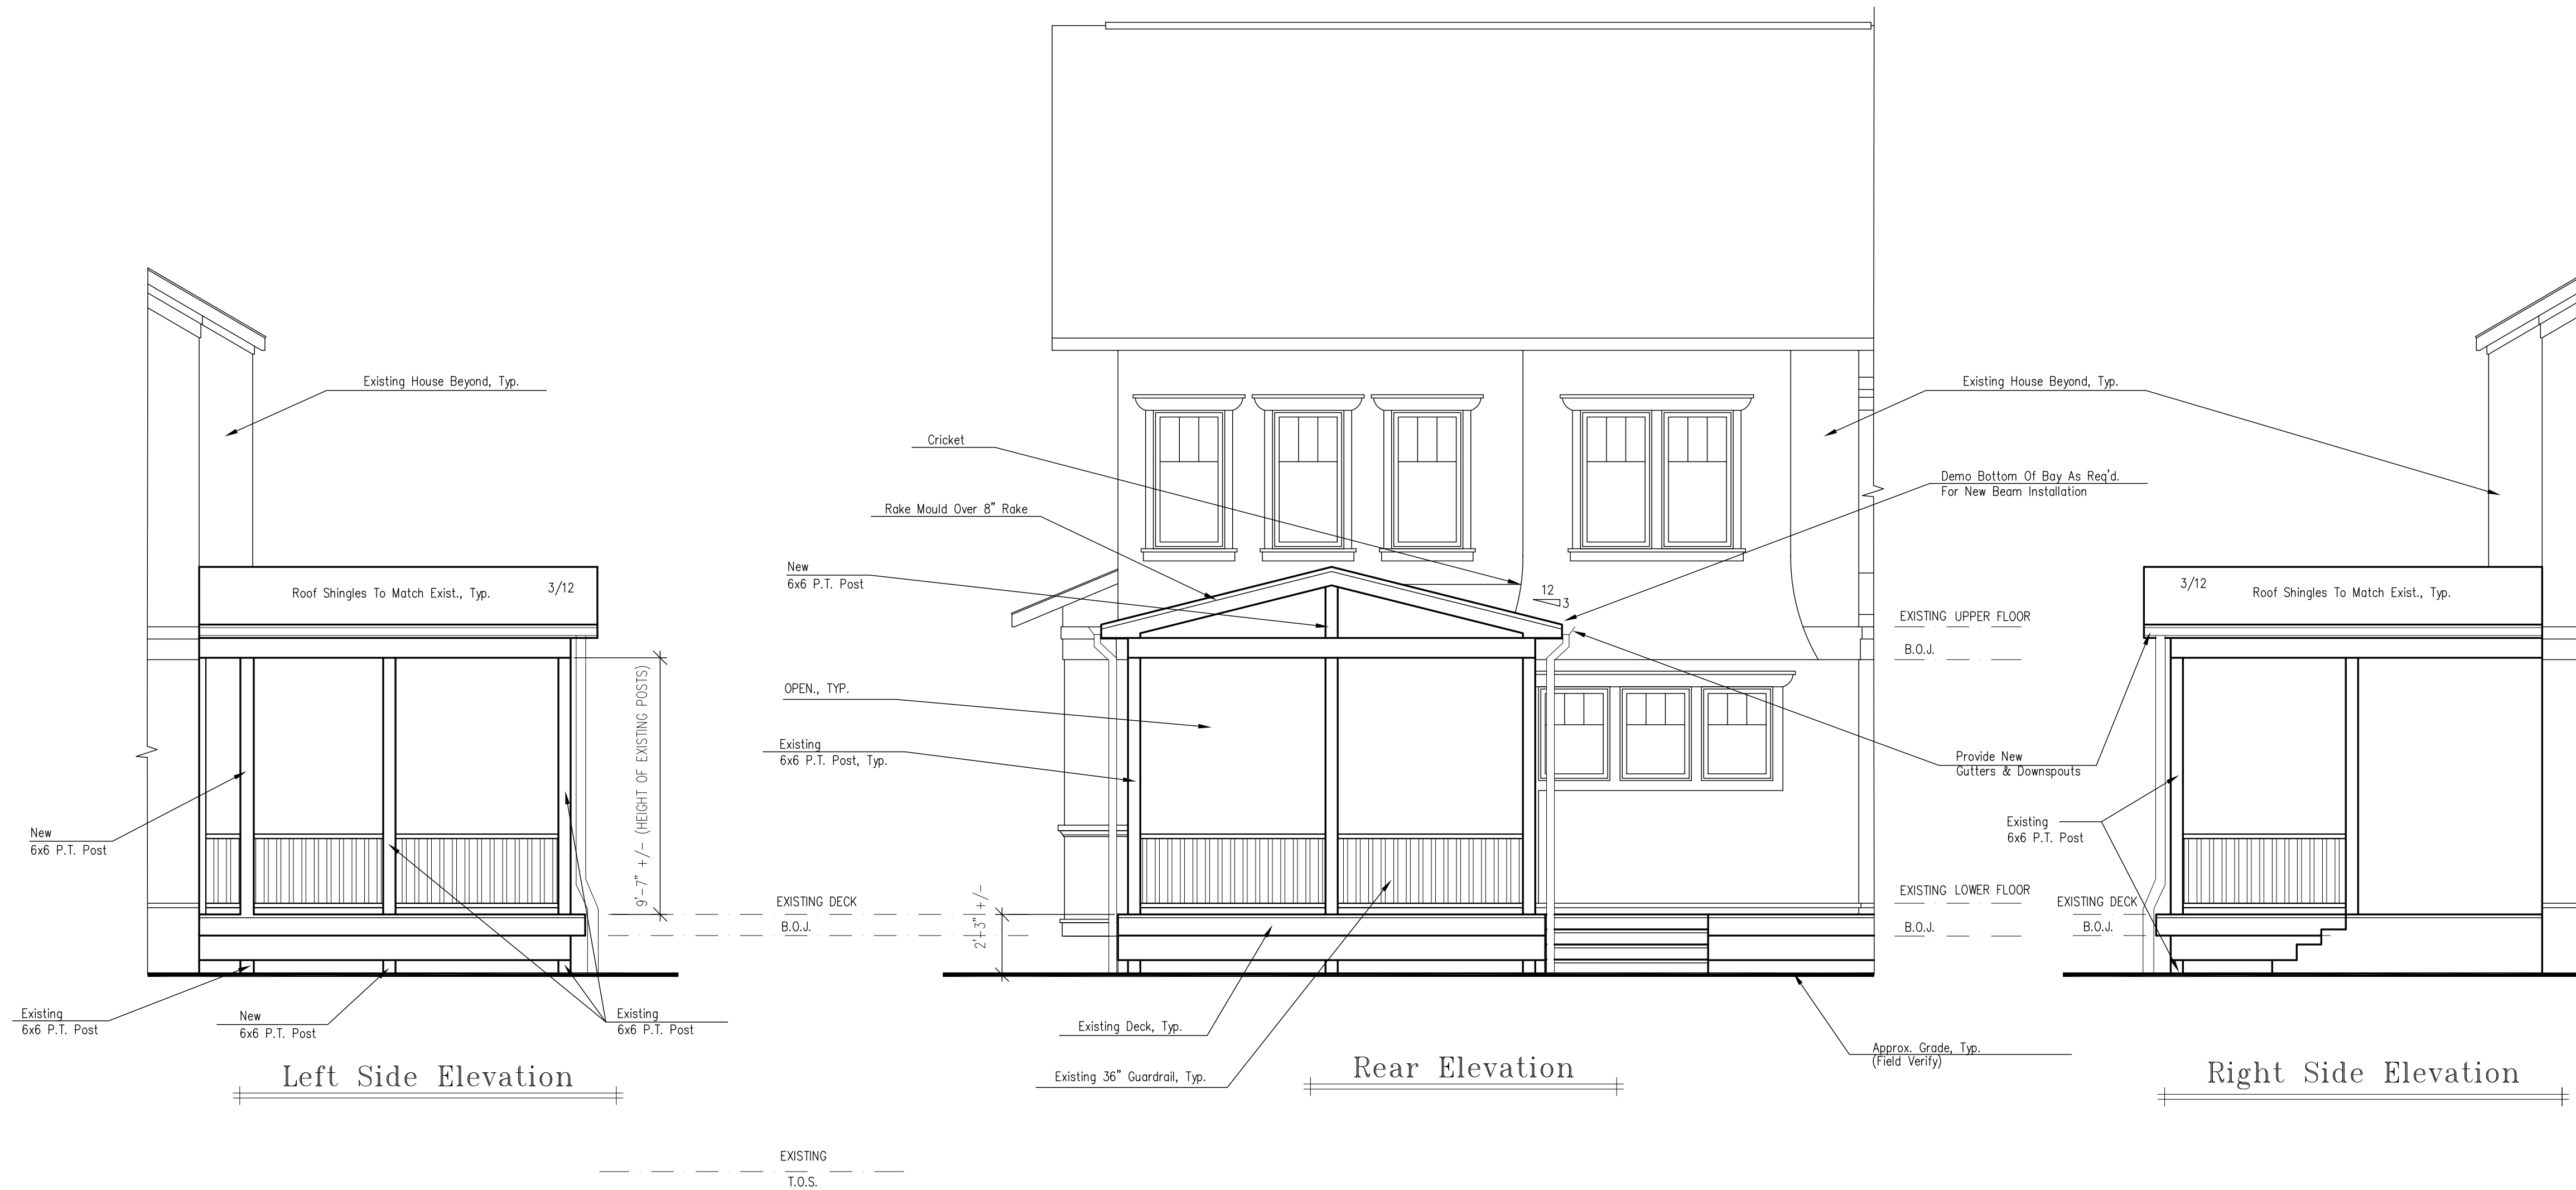 Existing House Beyond, Typ.
Roof Shingles To Match Exist., Typ.
3/12
9'-7" +/- (HEIGHT OF EXISTING POSTS)
New
6x6 P.T. Post
Existing
6x6 P.T. Post
New
6x6 P.T. Post
Existing
6x6 P.T. Post
Left Side Elevation
EXISTING DECK
B.O.J.
EXISTING
T.O.S.
Cricket
Rake Mould Over 8" Rake
New
6x6 P.T. Post
OPEN., TYP.
Existing
6x6 P.T. Post, Typ.
12
3
2'-3" +/-
Existing Deck, Typ.
Existing 36" Guardrail, Typ.
Rear Elevation
Existing House Beyond, Typ.
Demo Bottom Of Bay As Req'd.
For New Beam Installation
EXISTING UPPER FLOOR
B.O.J.
Provide New
Gutters & Downspouts
EXISTING LOWER FLOOR
B.O.J.
Approx. Grade, Typ.
(Field Verify)
3/12
Roof Shingles To Match Exist., Typ.
Existing
6x6 P.T. Post
EXISTING DECK
B.O.J.
Right Side Elevation